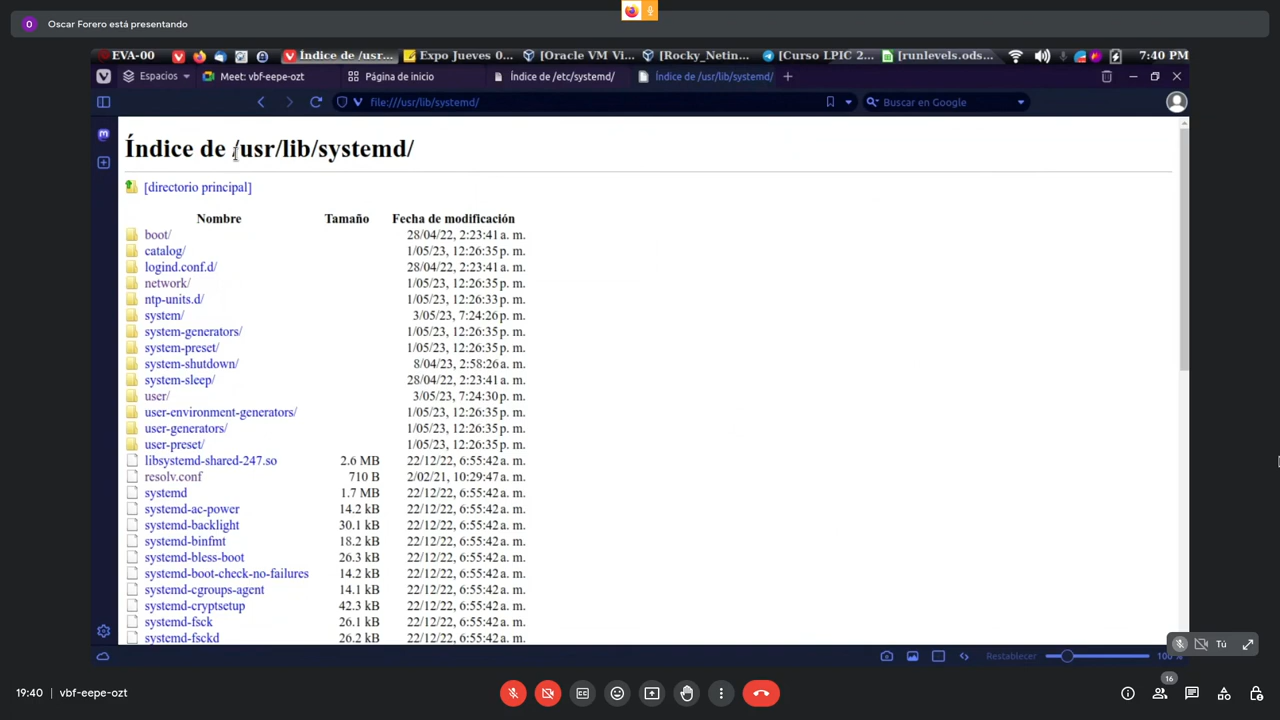 O Oscar Forero está presentando
EVA-00 Índice de /usr... Expo Jueves 0... [Oracle VM Vi... [Rocky_Netin... [Curso LPIC 2... [runlevels.ods... 7:40 PM
Espacios Meet: vbf-eepe-ozt Página de inicio Índice de /etc/systemd/ Índice de /usr/lib/systemd/
file:///usr/lib/systemd/ Buscar en Google
Índice de /usr/lib/systemd/
[directorio principal]
Nombre Tamaño Fecha de modificación
boot/ 28/04/22, 2:23:41 a. m.
catalog/ 1/05/23, 12:26:35 p. m.
logind.conf.d/ 28/04/22, 2:23:41 a. m.
network/ 1/05/23, 12:26:35 p. m.
ntp-units.d/ 1/05/23, 12:26:33 p. m.
system/ 3/05/23, 7:24:26 p. m.
system-generators/ 1/05/23, 12:26:35 p. m.
system-preset/ 1/05/23, 12:26:35 p. m.
system-shutdown/ 8/04/23, 2:58:26 a. m.
system-sleep/ 28/04/22, 2:23:41 a. m.
user/ 3/05/23, 7:24:30 p. m.
user-environment-generators/ 1/05/23, 12:26:35 p. m.
user-generators/ 1/05/23, 12:26:35 p. m.
user-preset/ 1/05/23, 12:26:35 p. m.
libsystemd-shared-247.so 2.6 MB 22/12/22, 6:55:42 a. m.
resolv.conf 710 B 2/02/21, 10:29:47 a. m.
systemd 1.7 MB 22/12/22, 6:55:42 a. m.
systemd-ac-power 14.2 kB 22/12/22, 6:55:42 a. m.
systemd-backlight 30.1 kB 22/12/22, 6:55:42 a. m.
systemd-binfmt 18.2 kB 22/12/22, 6:55:42 a. m.
systemd-bless-boot 26.3 kB 22/12/22, 6:55:42 a. m.
systemd-boot-check-no-failures 14.2 kB 22/12/22, 6:55:42 a. m.
systemd-cgroups-agent 14.1 kB 22/12/22, 6:55:42 a. m.
systemd-cryptsetup 42.3 kB 22/12/22, 6:55:42 a. m.
systemd-fsck 26.1 kB 22/12/22, 6:55:42 a. m.
systemd-fsckd 26.2 kB 22/12/22, 6:55:42 a. m.
Tú
Restablecer 100 %
19:40 vbf-eepe-ozt 16